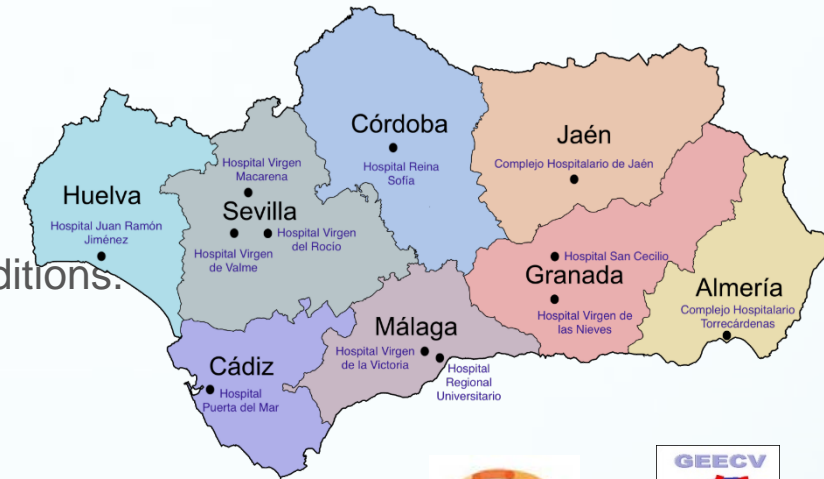 Córdoba
Hospital Reina
Sofía
Jaén
Complejo Hospitalario de Jaén
Huelva
Hospital Juan Ramón
Jiménez
Hospital Virgen
Macarena
Sevilla
Hospital Virgen
del Rocío
Hospital Virgen
de Valme
ditions.
Hospital San Cecilio
Granada
Hospital Virgen de
las Nieves
Almería
Complejo Hospitalario
Torrecárdenas
Málaga
Hospital Virgen
de la Victoria
Hospital
Regional
Universitario
Cádiz
Hospital
Puerta del Mar
GEECV